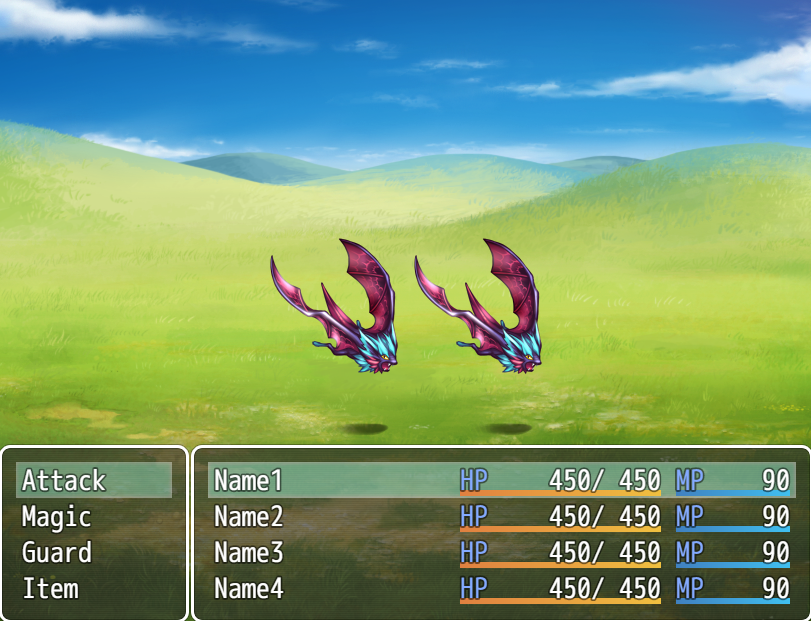 Attack
Magic
Guard
Item
Name1 HP 450/ 450 MP 90
Name2 HP 450/ 450 MP 90
Name3 HP 450/ 450 MP 90
Name4 HP 450/ 450 MP 90